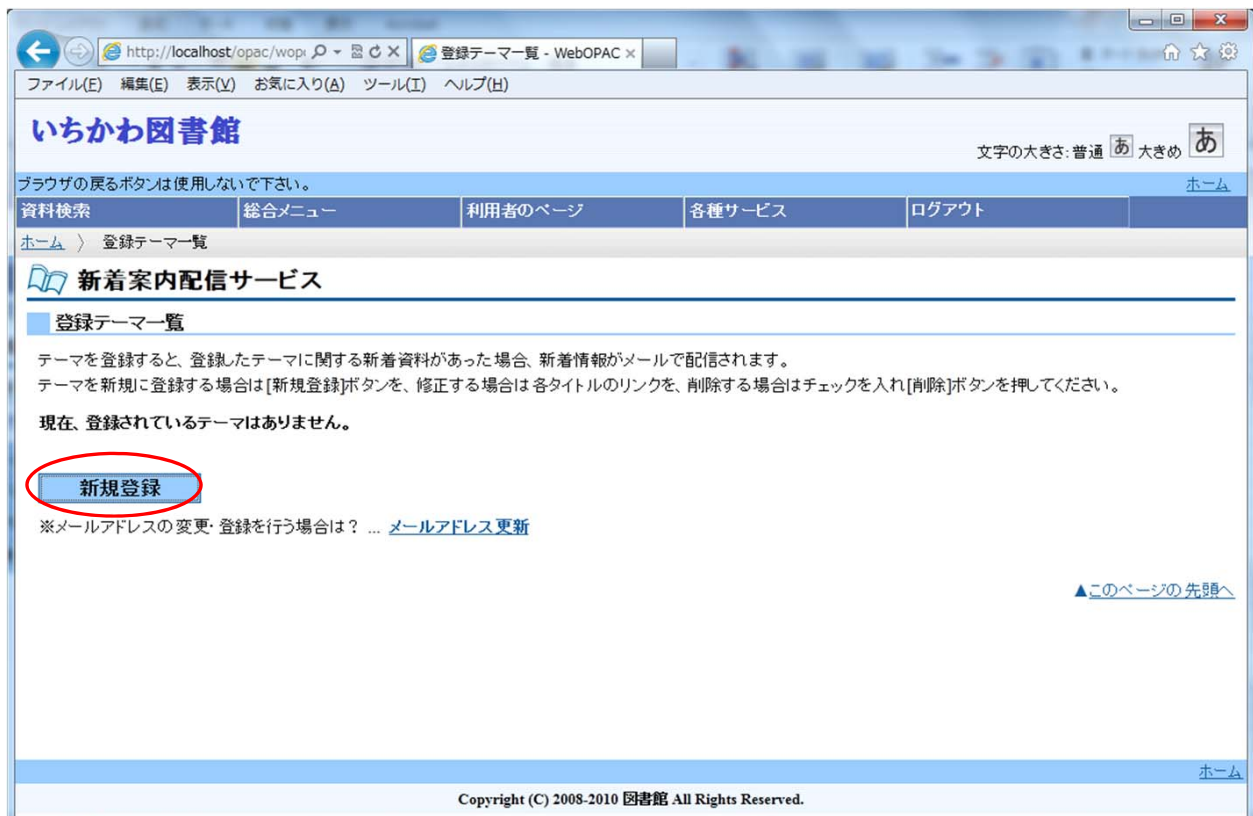 http://localhost/opac/wop 登録テーマ一覧 - WebOPAC
ファイル(F) 編集(E) 表示(V) お気に入り(A) ツール(T) ヘルプ(H)
いちかわ図書館
文字の大きさ: 普通 あ 大きめ あ
ブラウザの戻るボタンは使用しないで下さい。 ホーム
資料検索 総合メニュー 利用者のページ 各種サービス ログアウト
ホーム 〉 登録テーマ一覧
新着案内配信サービス
登録テーマ一覧
テーマを登録すると、登録したテーマに関する新着資料があった場合、新着情報がメールで配信されます。
テーマを新規に登録する場合は[新規登録]ボタンを、修正する場合は各タイトルのリンクを、削除する場合はチェックを入れ[削除]ボタンを押してください。
現在、登録されているテーマはありません。
新規登録
※メールアドレスの変更・登録を行う場合は? ... メールアドレス更新
▲このページの先頭へ
ホーム
Copyright (C) 2008-2010 図書館 All Rights Reserved.